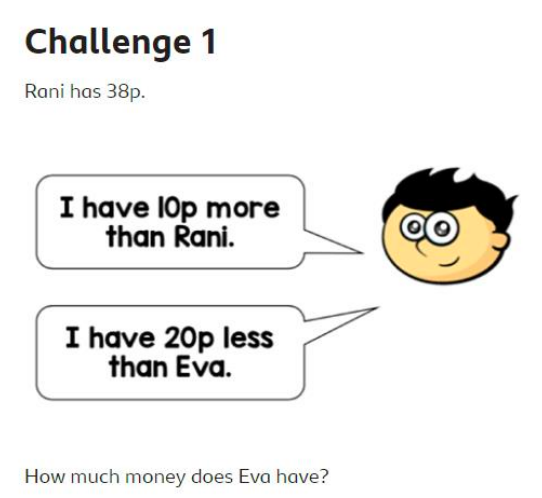 Challenge 1
Rani has 38p.
I have 10p more
than Rani.
I have 20p less
than Eva.
How much money does Eva have?